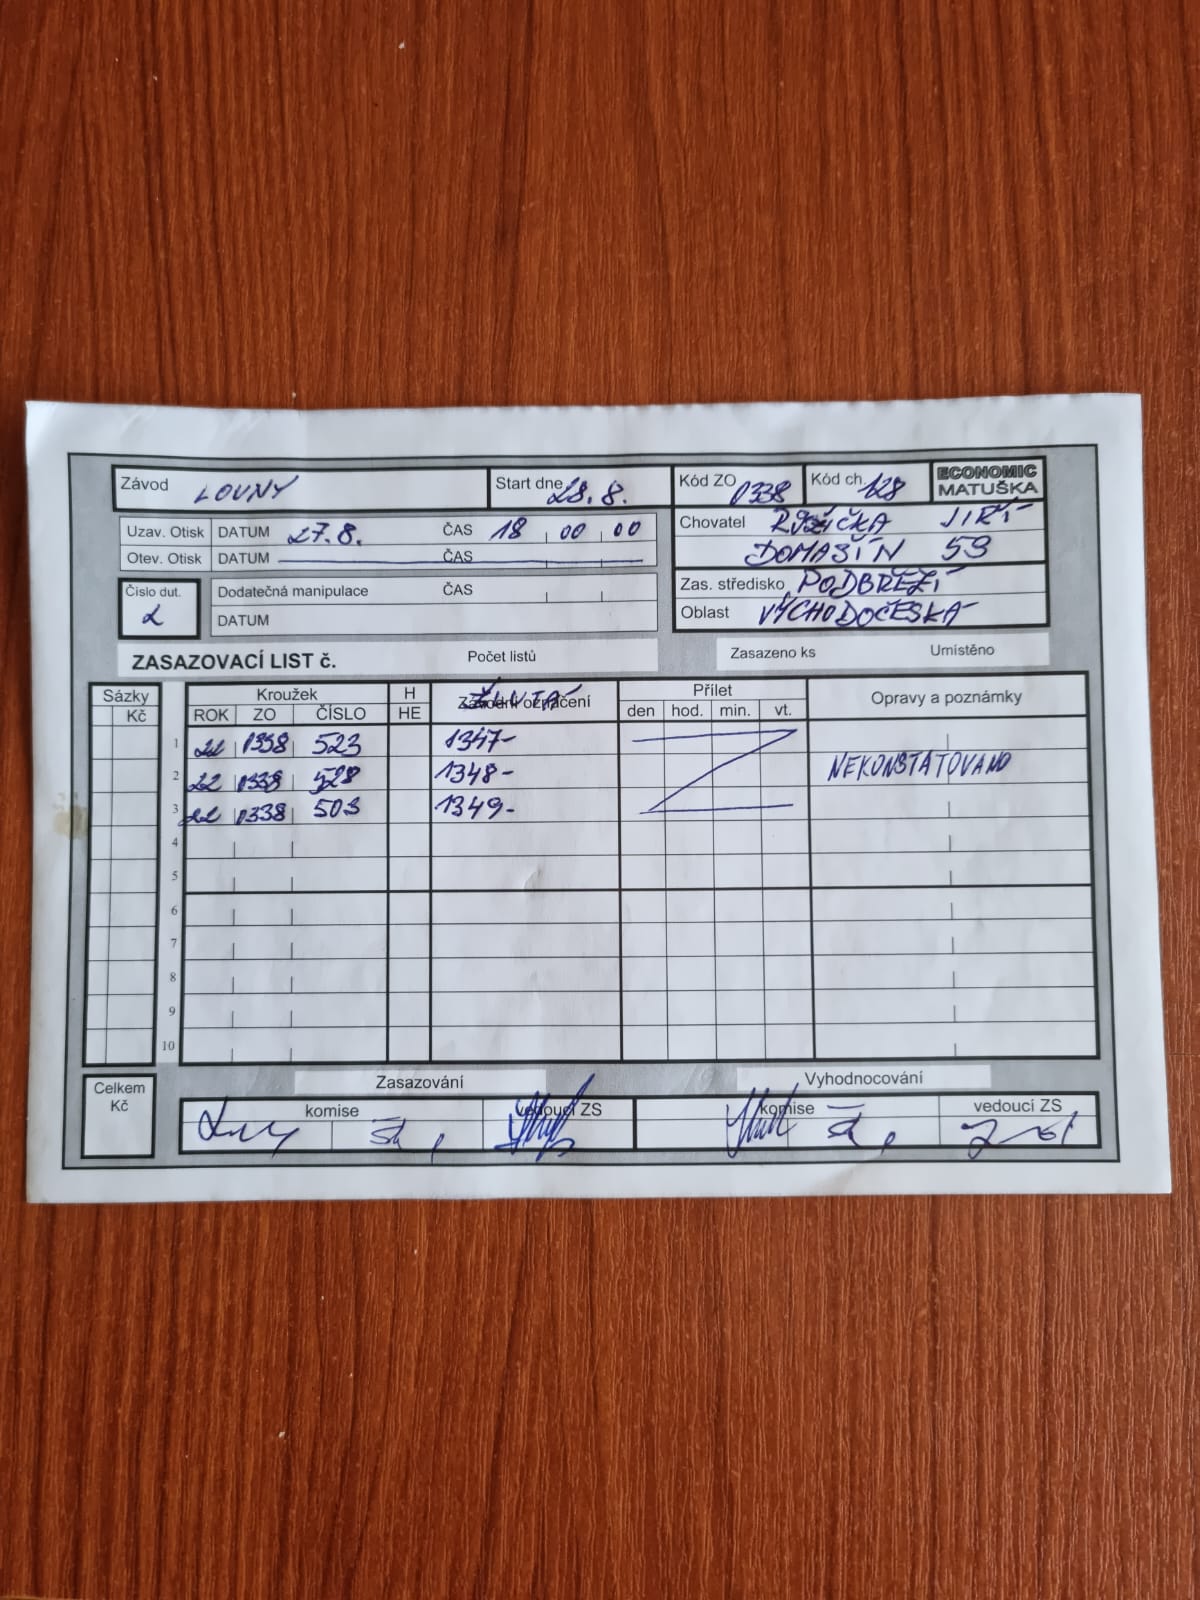 Závod LOUNY Start dne 28.8. Kód ZO 0338 Kód ch. 128 ECONOMIC MATUŠKA
Uzav. Otisk DATUM 27.8. ČAS 18 00 00 Chovatel RŮŽIČKA JIŘÍ
Otev. Otisk DATUM ČAS DOMAŠÍN 59
Číslo dut. 2 Dodatečná manipulace ČAS Zas. středisko PODBŘEZÍ
DATUM Oblast VÝCHODOČESKÁ
ZASAZOVACÍ LIST č. Počet listů Zasazeno ks Umístěno
Sázky Kroužek H ŽLUTÁ Závodní označení Přílet Opravy a poznámky
Kč ROK ZO ČÍSLO HE den hod. min. vt.
1 22 0338 523 1347-
2 22 0338 528 1348- NEKONSTATOVANO
3 22 0338 503 1349-
4
5
6
7
8
9
10
Celkem Kč Zasazování Vyhodnocování
komise vedoucí ZS komise vedoucí ZS